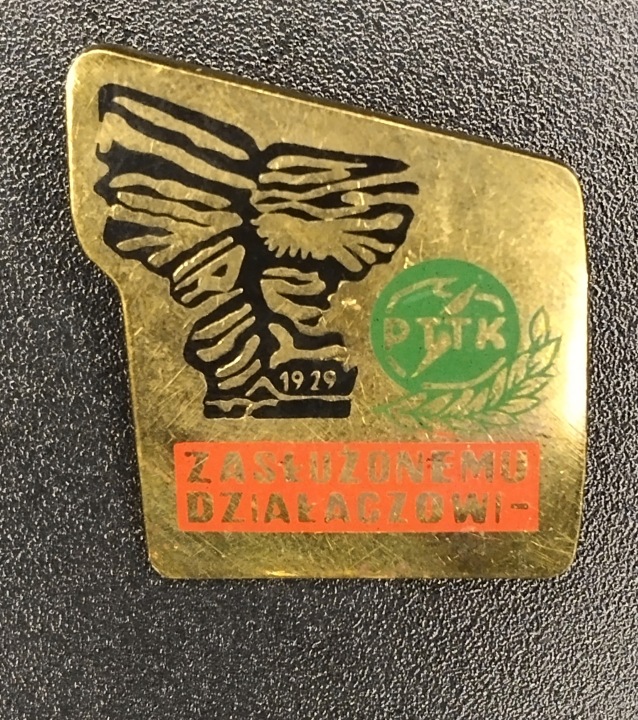 1929
PTTK
ZASŁUŻONEMU
DZIAŁACZOWI-